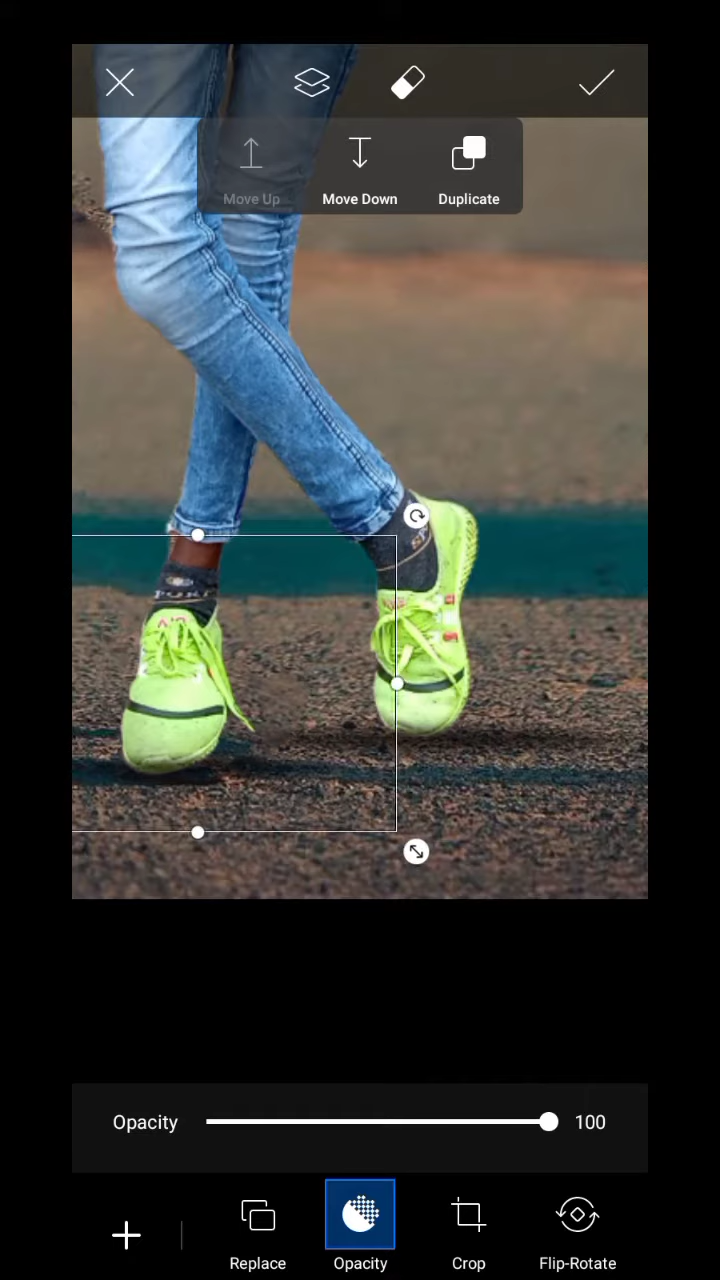 Move Up
Move Down
Duplicate
Opacity
100
Replace
Opacity
Crop
Flip-Rotate